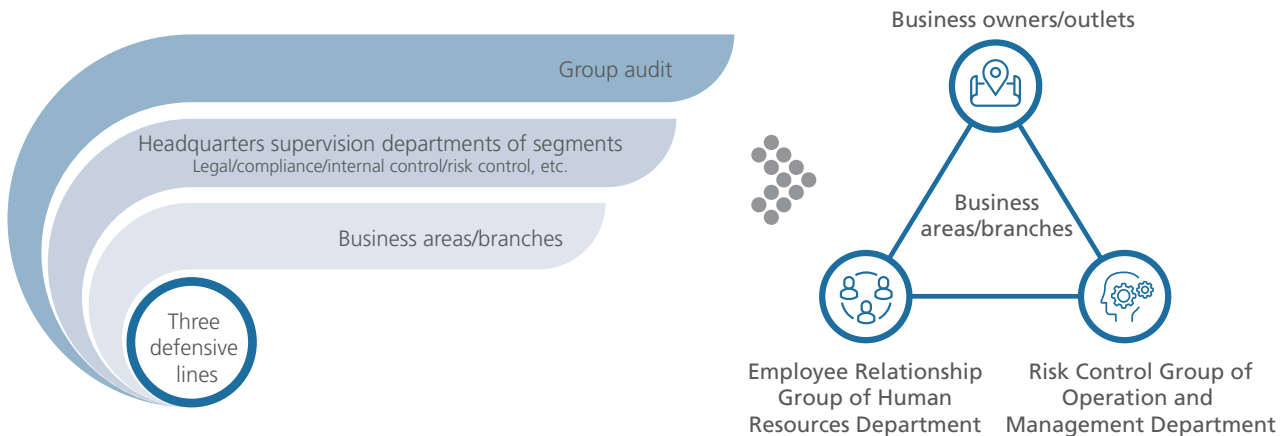 Group audit
Headquarters supervision departments of segments
Legal/compliance/internal control/risk control, etc.
Business areas/branches
Three
defensive
lines
Business owners/outlets
Business
areas/branches
Employee Relationship
Group of Human
Resources Department
Risk Control Group of
Operation and
Management Department